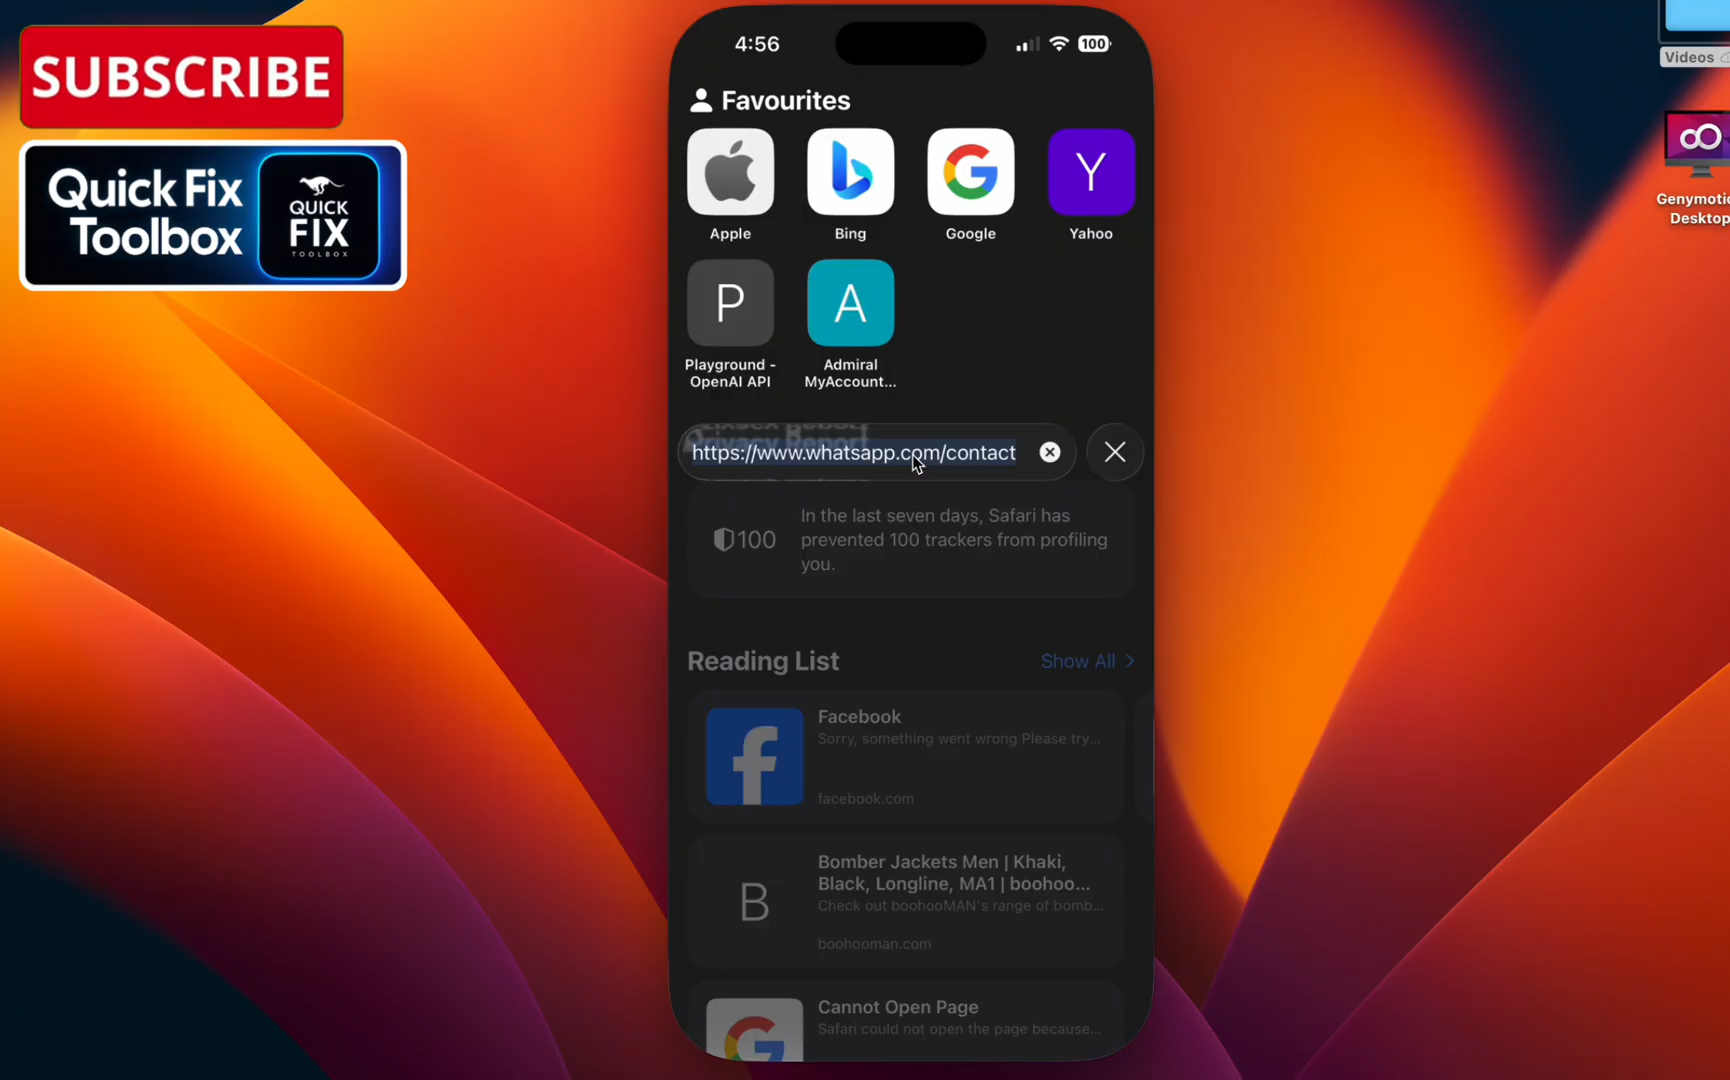 SUBSCRIBE
Quick Fix
Toolbox
QUICK
FIX
TOOLBOX
4:56
100
Favourites
Apple
Bing
Google
Y
Yahoo
P
Playground -
OpenAI API
A
Admiral
MyAccount...
Privacy Report
https://www.whatsapp.com/contact
100
In the last seven days, Safari has
prevented 100 trackers from profiling
you.
Reading List
Show All >
Facebook
Sorry, something went wrong Please try...
facebook.com
B
Bomber Jackets Men | Khaki,
Black, Longline, MA1 | boohoo...
Check out boohooMAN's range of bomb...
boohooman.com
Cannot Open Page
Safari could not open the page because...
Videos
Genymotic
Desktop